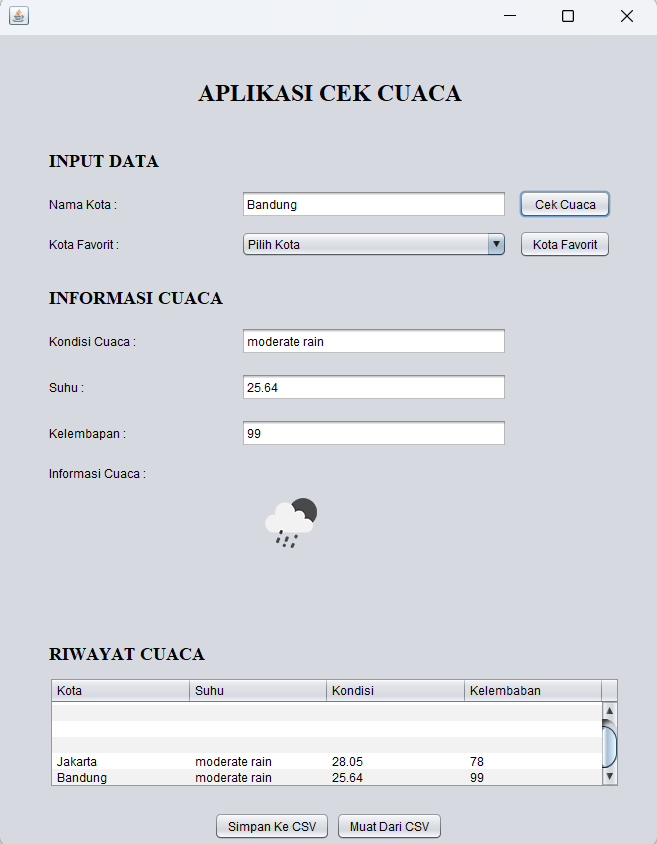 APLIKASI CEK CUACA
INPUT DATA
Nama Kota : Bandung Cek Cuaca
Kota Favorit : Pilih Kota Kota Favorit
INFORMASI CUACA
Kondisi Cuaca : moderate rain
Suhu : 25.64
Kelembapan : 99
Informasi Cuaca :
RIWAYAT CUACA
Kota Suhu Kondisi Kelembaban
Jakarta moderate rain 28.05 78
Bandung moderate rain 25.64 99
Simpan Ke CSV Muat Dari CSV